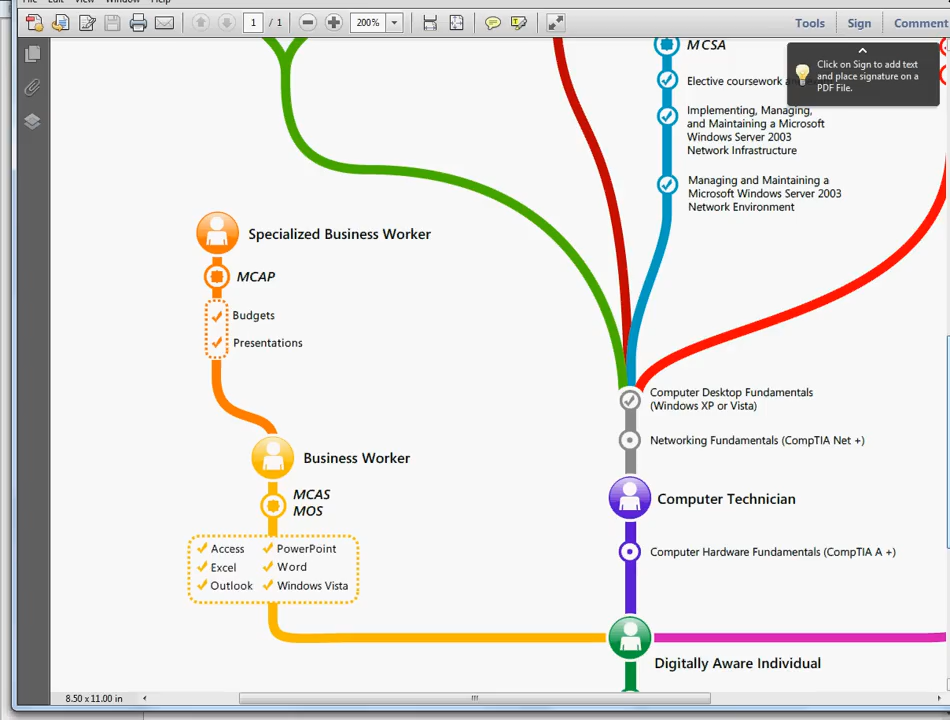 File Edit View Window Help
1 / 1
200%
Tools
Sign
Comment
Click on Sign to add text
and place signature on a
PDF File.
MCSA
Elective coursework
Implementing, Managing,
and Maintaining a Microsoft
Windows Server 2003
Network Infrastructure
Managing and Maintaining a
Microsoft Windows Server 2003
Network Environment
Specialized Business Worker
MCAP
Budgets
Presentations
Computer Desktop Fundamentals
(Windows XP or Vista)
Networking Fundamentals (CompTIA Net +)
Business Worker
MCAS
MOS
Computer Technician
Access
PowerPoint
Excel
Word
Outlook
Windows Vista
Computer Hardware Fundamentals (CompTIA A +)
Digitally Aware Individual
8.50 x 11.00 in